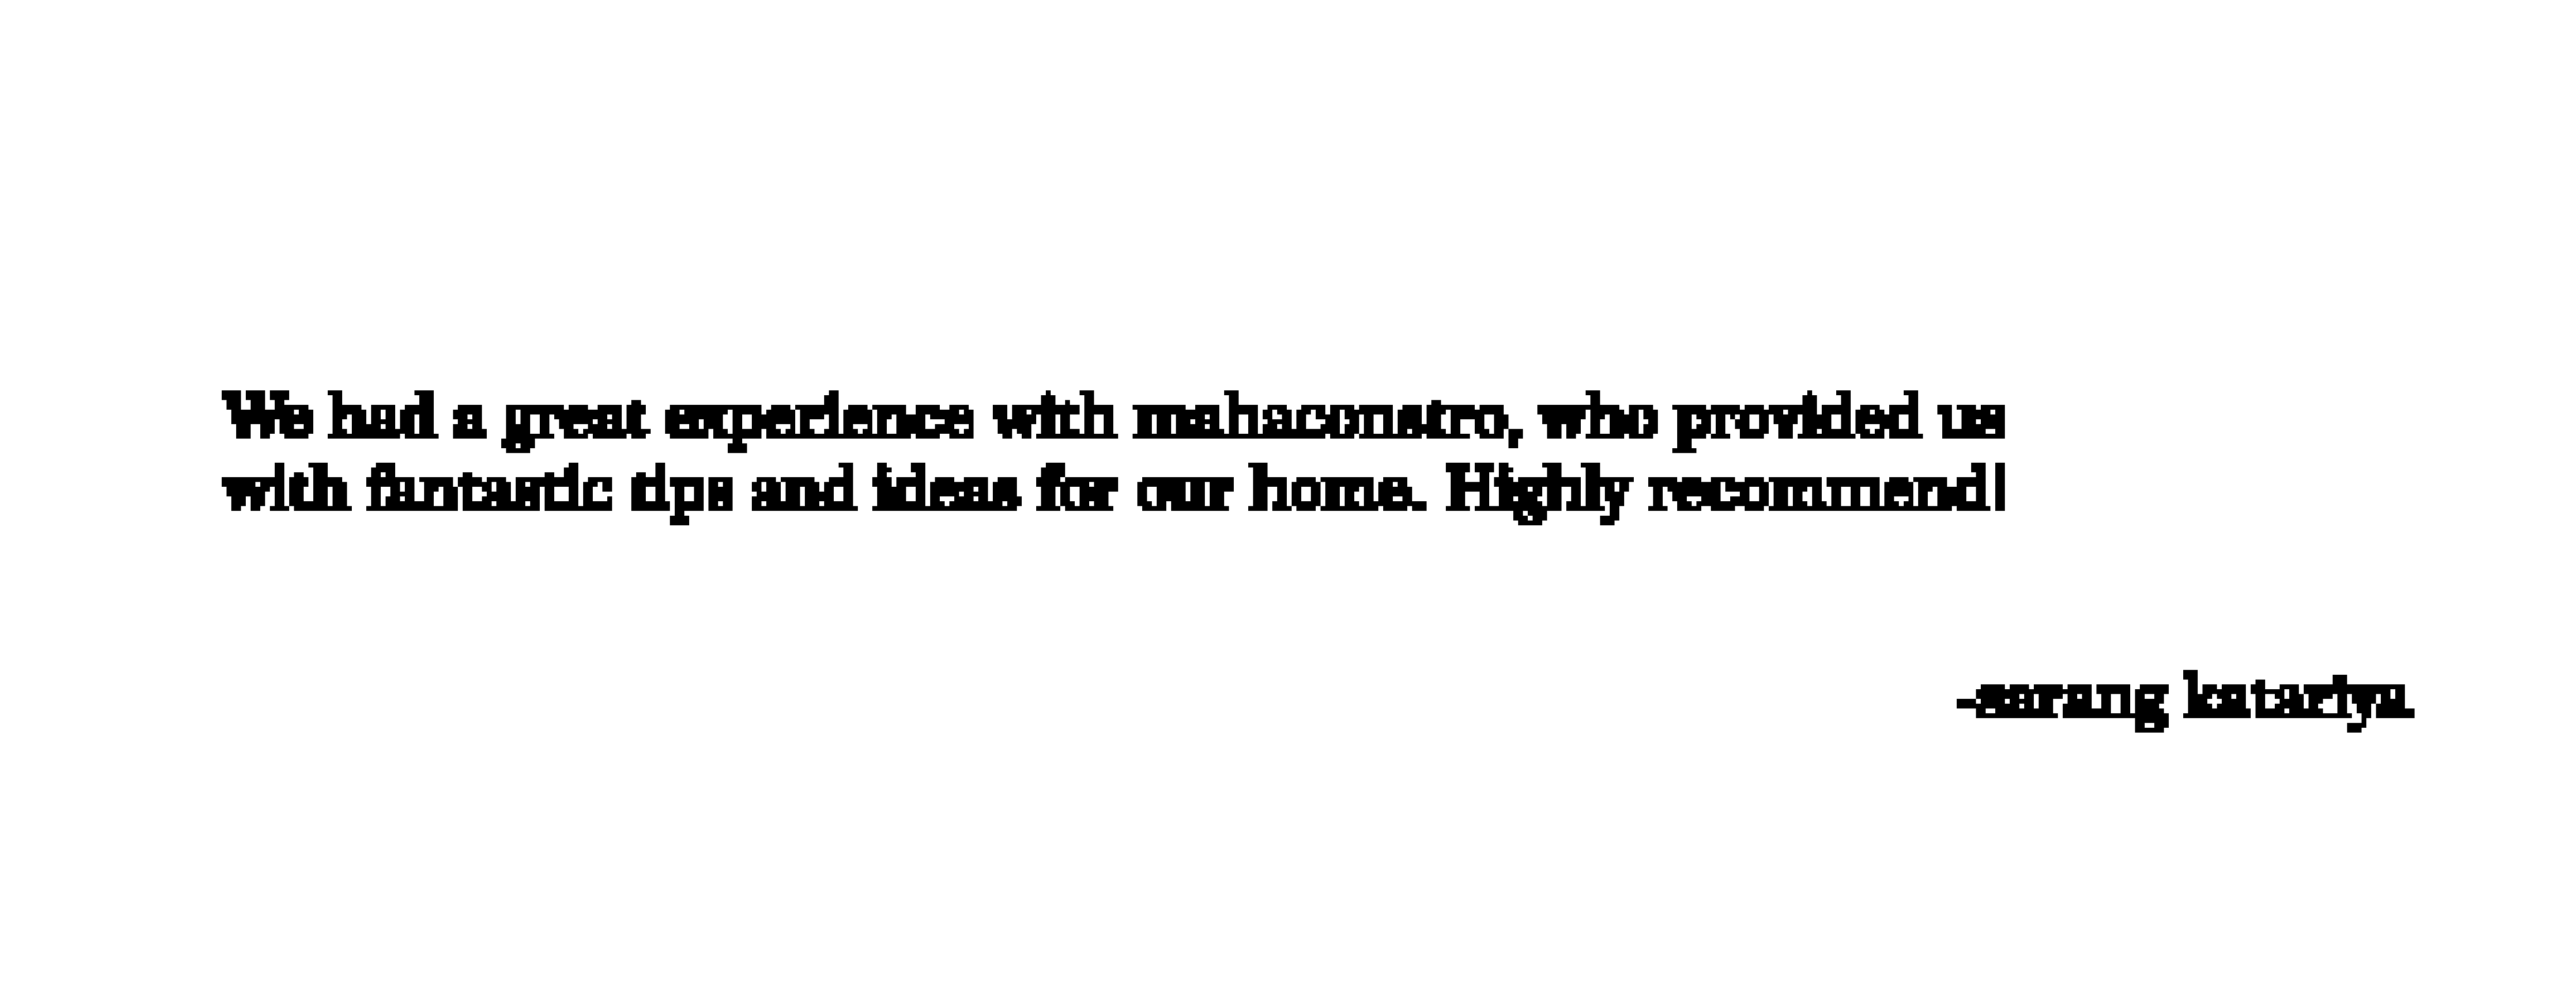 We had a great experience with mahaconstro, who provided us
with fantastic tips and ideas for our home. Highly recommend!
-sarang katariya